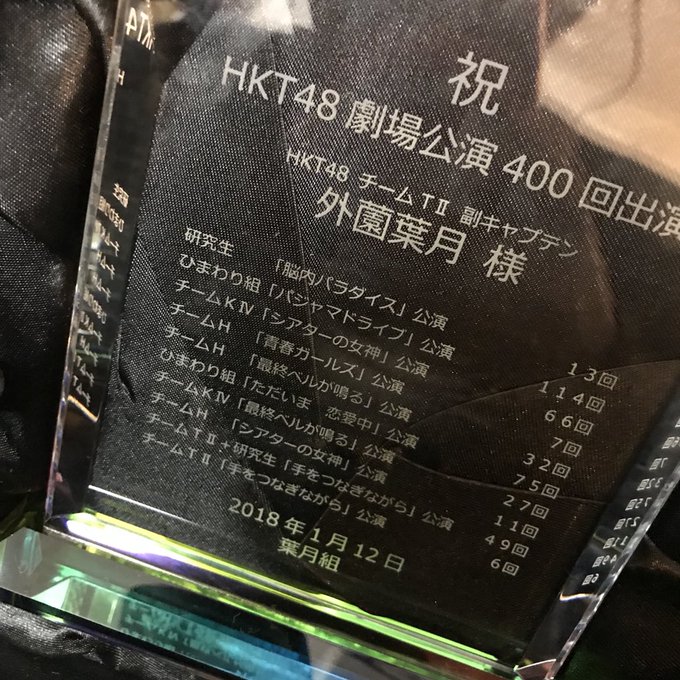 祝
HKT48 劇場公演 400 回出演
HKT48 チームTⅡ 副キャプテン
外薗葉月 様
研究生 「脳内パラダイス」公演 13回
ひまわり組「パジャマドライブ」公演 114回
チームKⅣ「シアターの女神」公演 66回
チームH 「青春ガールズ」公演 7回
チームH 「最終ベルが鳴る」公演 32回
ひまわり組「ただいま 恋愛中」公演 75回
チームKⅣ「最終ベルが鳴る」公演 27回
チームH 「シアターの女神」公演 11回
チームTⅡ+研究生「手をつなぎながら」公演 49回
チームTⅡ「手をつなぎながら」公演 6回
2018年1月12日
葉月組